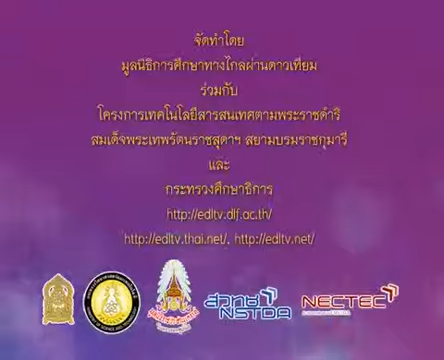 จัดทำโดย
มูลนิธิการศึกษาทางไกลผ่านดาวเทียม
ร่วมกับ
โครงการเทคโนโลยีสารสนเทศตามพระราชดำริ
สมเด็จพระเทพรัตนราชสุดาฯ สยามบรมราชกุมารี
และ
กระทรวงศึกษาธิการ
http://edltv.dlf.ac.th/
http://edltv.thai.net/, http://edltv.net/
สวทช
NSTDA
NECTEC